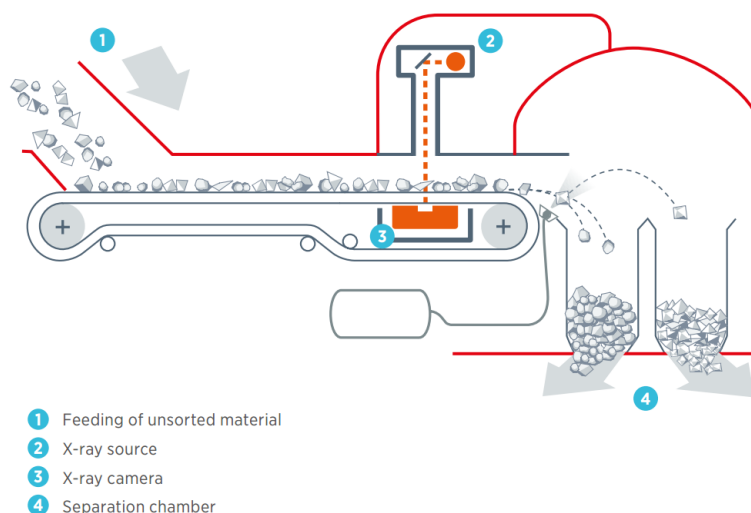 1
2
3
4
1 Feeding of unsorted material
2 X-ray source
3 X-ray camera
4 Separation chamber